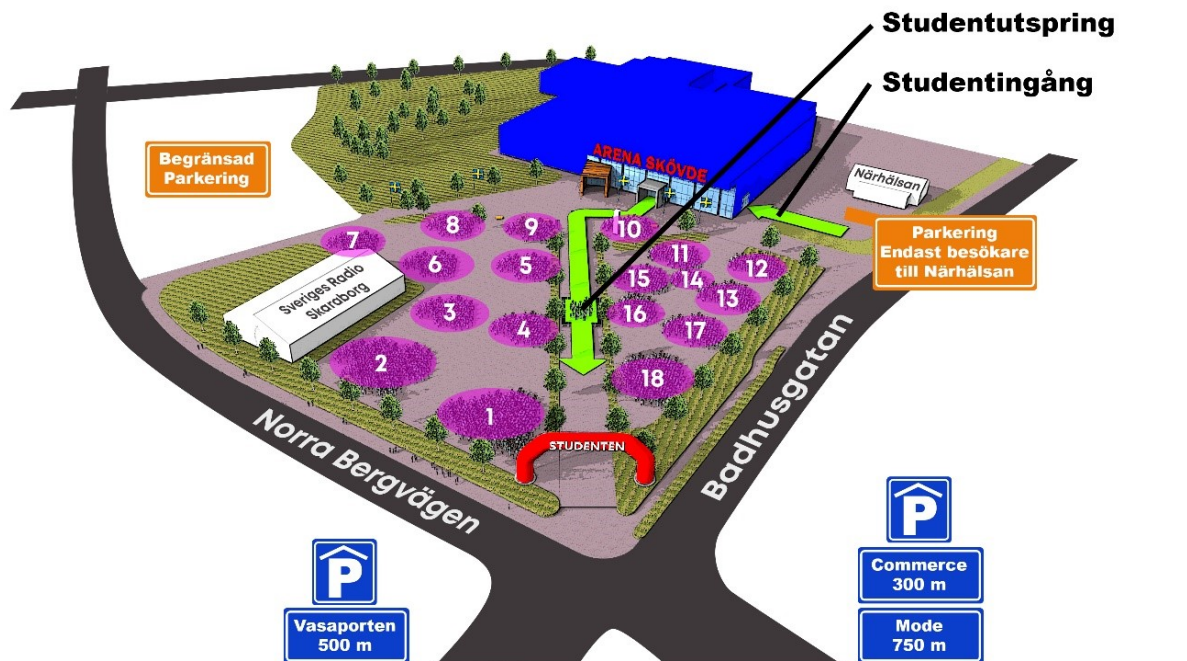 Studentutspring
Studentingång
ARENA SKÖVDE
Begränsad
Parkering
Närhälsan
Parkering
Endast besökare
till Närhälsan
7
8
9
10
6
5
11
12
15
14
13
3
4
16
17
2
18
1
Sveriges Radio
Skaraborg
STUDENTEN
Norra Bergvägen
Badhusgatan
P
Vasaporten
500 m
P
Commerce
300 m
Mode
750 m